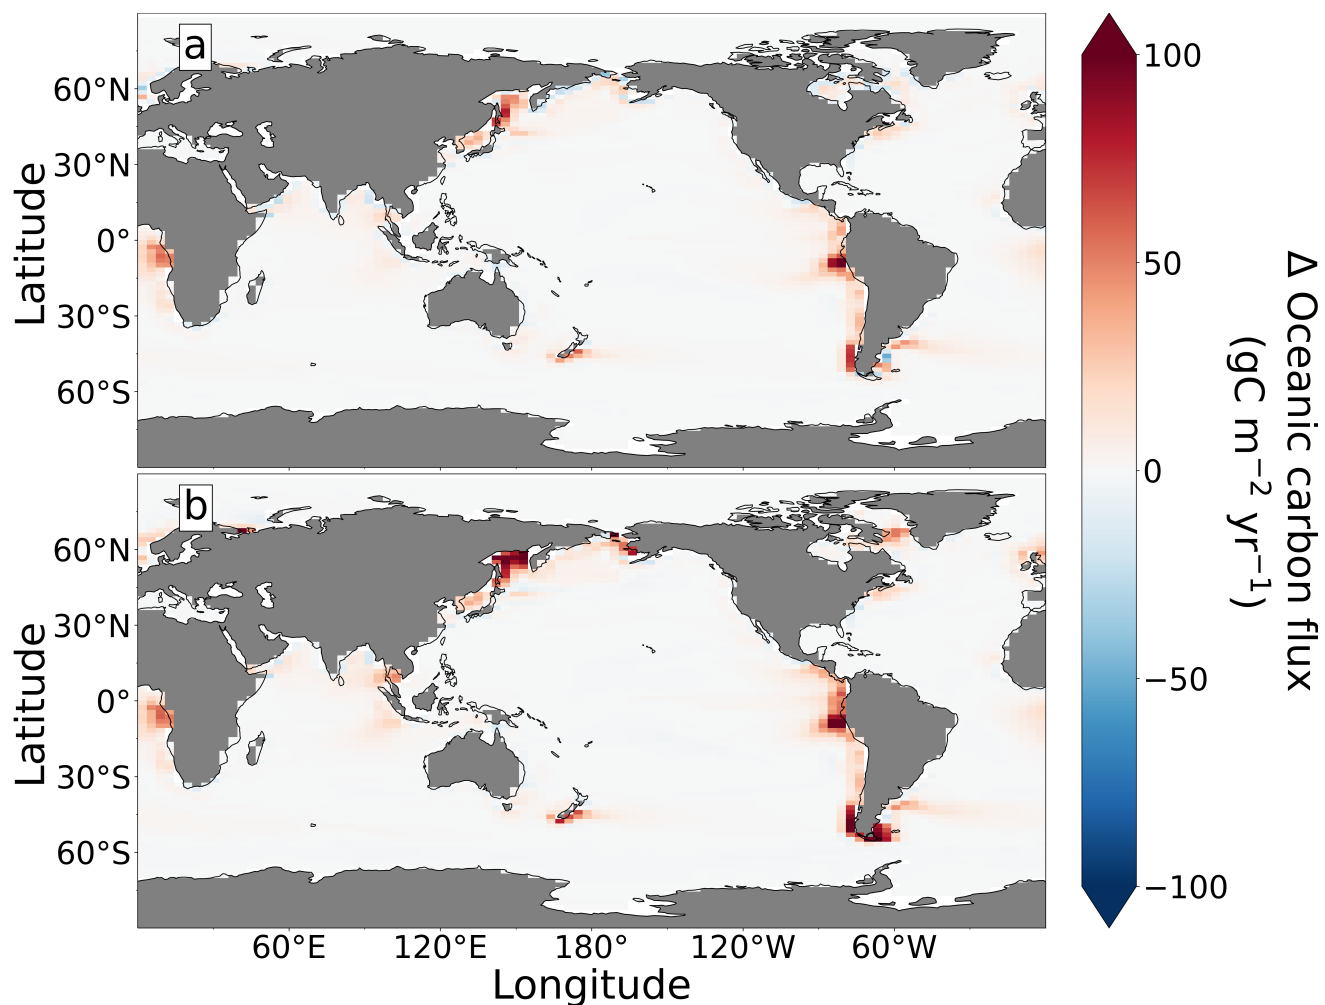 a
60°N
30°N
0°
30°S
60°S
Latitude
b
60°N
30°N
0°
30°S
60°S
Latitude
60°E 120°E 180° 120°W 60°W
Longitude
100
50
0
−50
−100
Δ Oceanic carbon flux
(gC m⁻² yr⁻¹)